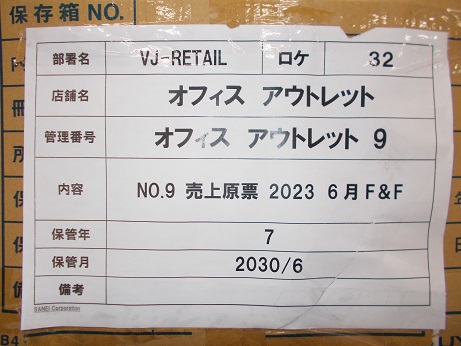 保存箱NO.
部署名 VJ-RETAIL ロケ 32
店舗名 オフィス アウトレット
管理番号 オフィス アウトレット 9
内容 NO.9 売上原票 2023 6月F&F
保管年 7
保管月 2030/6
備考
SANEI Corporation
B4